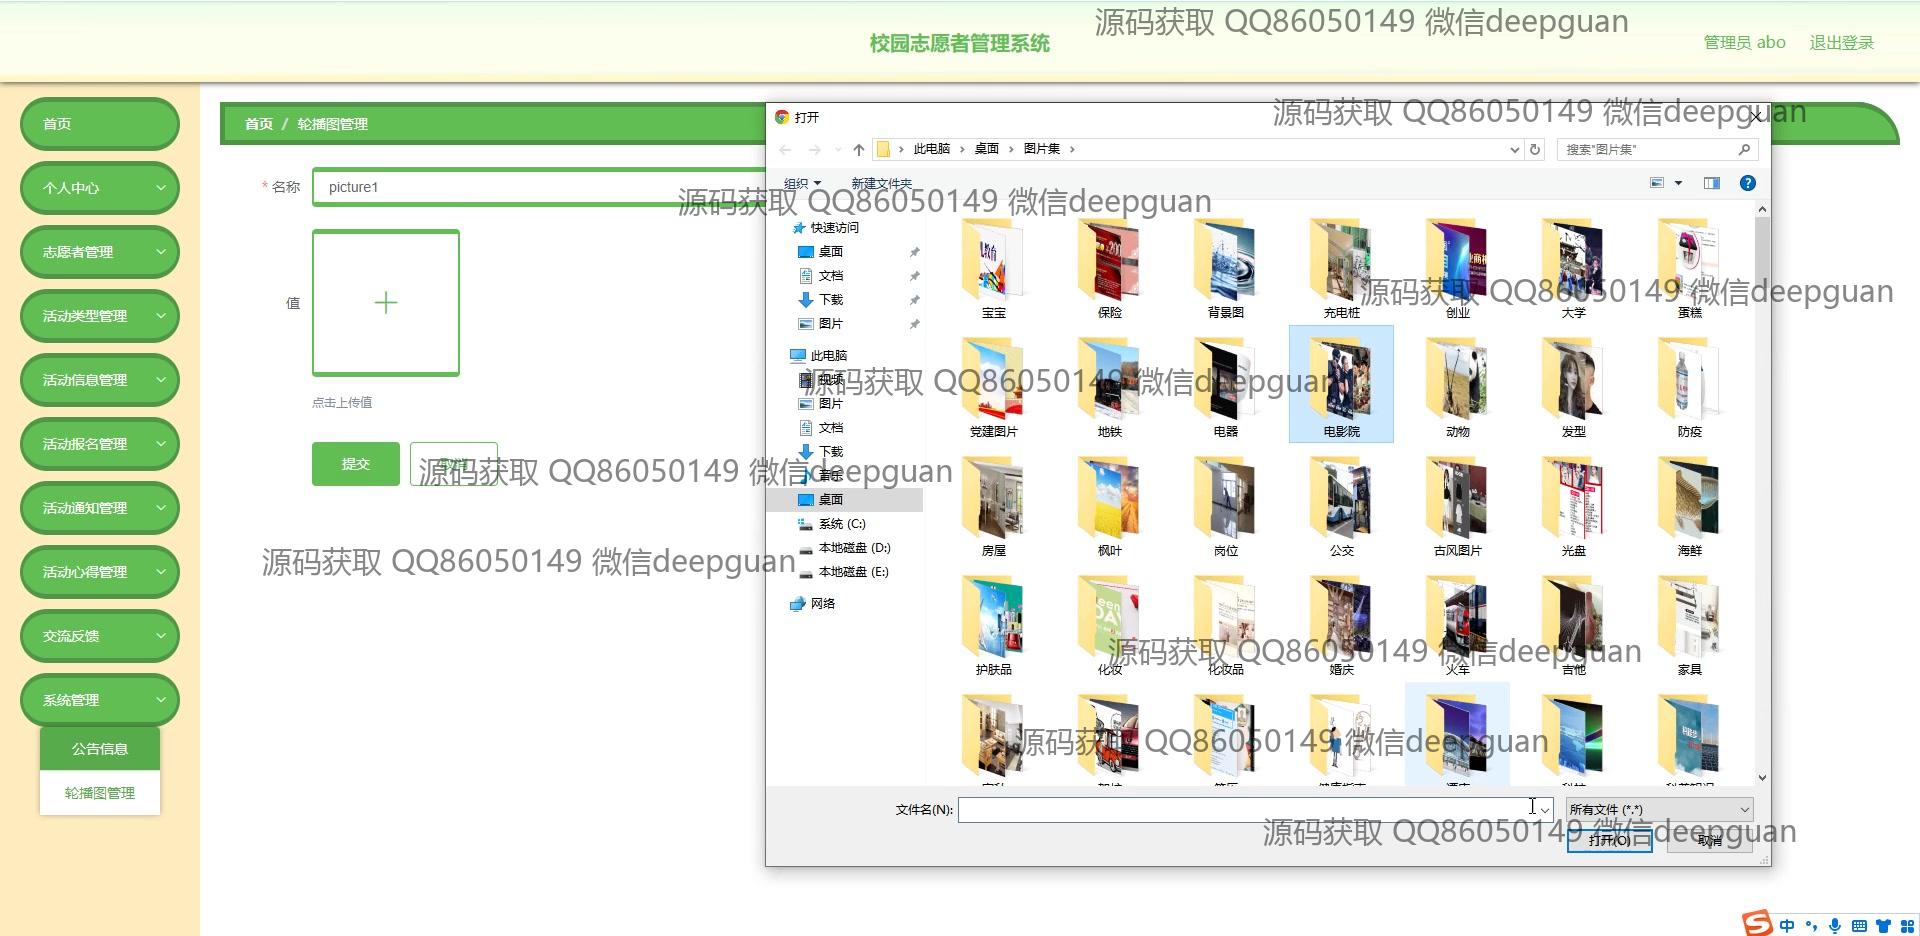 校园志愿者管理系统
管理员 abo
退出登录
源码获取 QQ86050149 微信deepguan
首页
个人中心
志愿者管理
活动类型管理
活动信息管理
活动报名管理
活动通知管理
活动心得管理
交流反馈
系统管理
公告信息
轮播图管理
首页 / 轮播图管理
* 名称
picture1
值
点击上传值
提交
取消
源码获取 QQ86050149 微信deepguan
源码获取 QQ86050149 微信deepguan
打开
源码获取 QQ86050149 微信deepguan
此电脑 › 桌面 › 图片集 ›
搜索"图片集"
组织
新建文件夹
源码获取 QQ86050149 微信deepguan
快速访问
桌面
文档
下载
图片
此电脑
视频
图片
文档
下载
音乐
桌面
系统 (C:)
本地磁盘 (D:)
本地磁盘 (E:)
网络
源码获取 QQ86050149 微信deepguan
宝宝
保险
背景图
充电桩
创业
大学
蛋糕
源码获取 QQ86050149 微信deepguan
党建图片
地铁
电器
电影院
动物
发型
防疫
房屋
枫叶
岗位
公交
古风图片
光盘
海鲜
护肤品
化妆
化妆品
婚庆
火车
吉他
家具
源码获取 QQ86050149 微信deepguan
源码获取 QQ86050149 微信deepguan
文件名(N):
所有文件 (*.*)
源码获取 QQ86050149 微信deepguan
打开(O)
取消
中